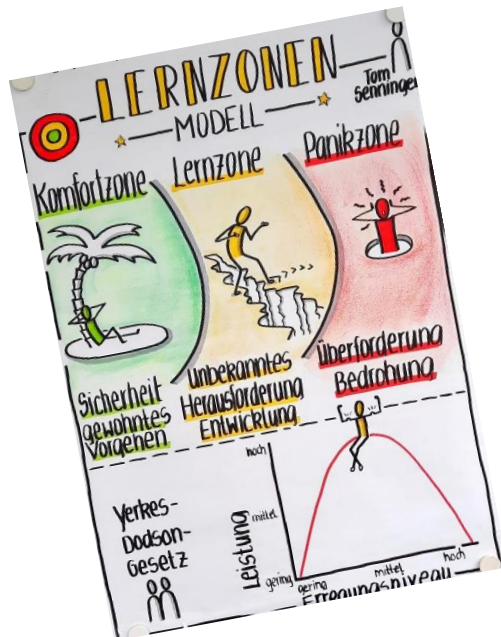 LERNZONEN
MODELL
Tom
Senninger
Komfortzone
Lernzone
Panikzone
Sicherheit
gewohntes
Vorgehen
Unbekanntes
Herausforderung
Entwicklung
Überforderung
Bedrohung
Yerkes-
Dodson-
Gesetz
Leistung
hoch
mittel
gering
gering
mittel
hoch
Erregungsniveau